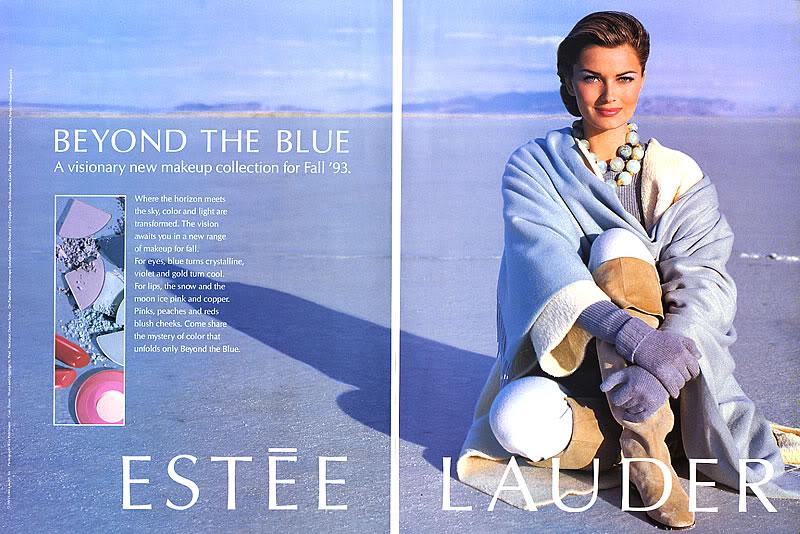 BEYOND THE BLUE
A visionary new makeup collection for Fall '93.
Where the horizon meets
the sky, color and light are
transformed. The vision
awaits you in a new range
of makeup for fall.
For eyes, blue turns crystalline,
violet and gold turn cool.
For lips, the snow and the
moon ice pink and copper.
Pinks, peaches and reds
blush cheeks. Come share
the mystery of color that
unfolds only Beyond the Blue.
ESTĒE LAUDER